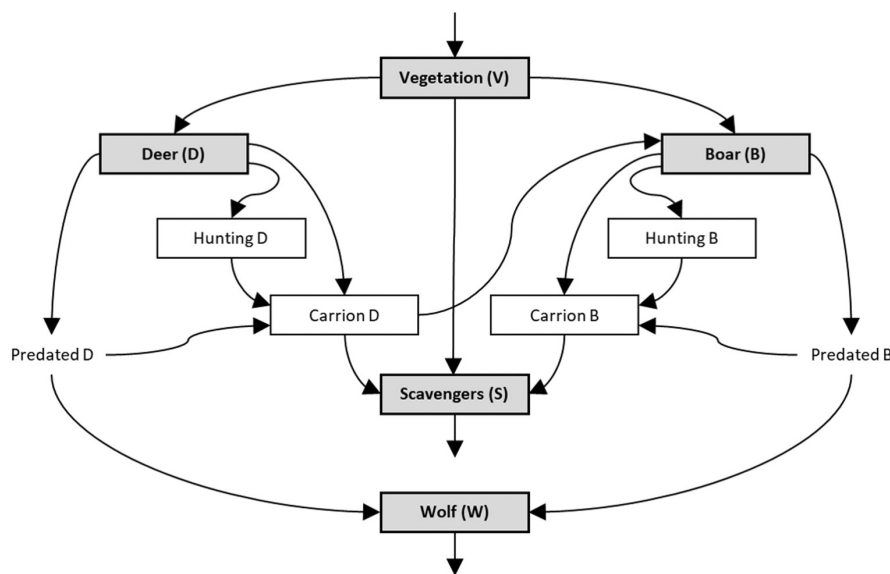 Vegetation (V)
Deer (D)
Boar (B)
Hunting D
Hunting B
Carrion D
Carrion B
Predated D
Predated B
Scavengers (S)
Wolf (W)